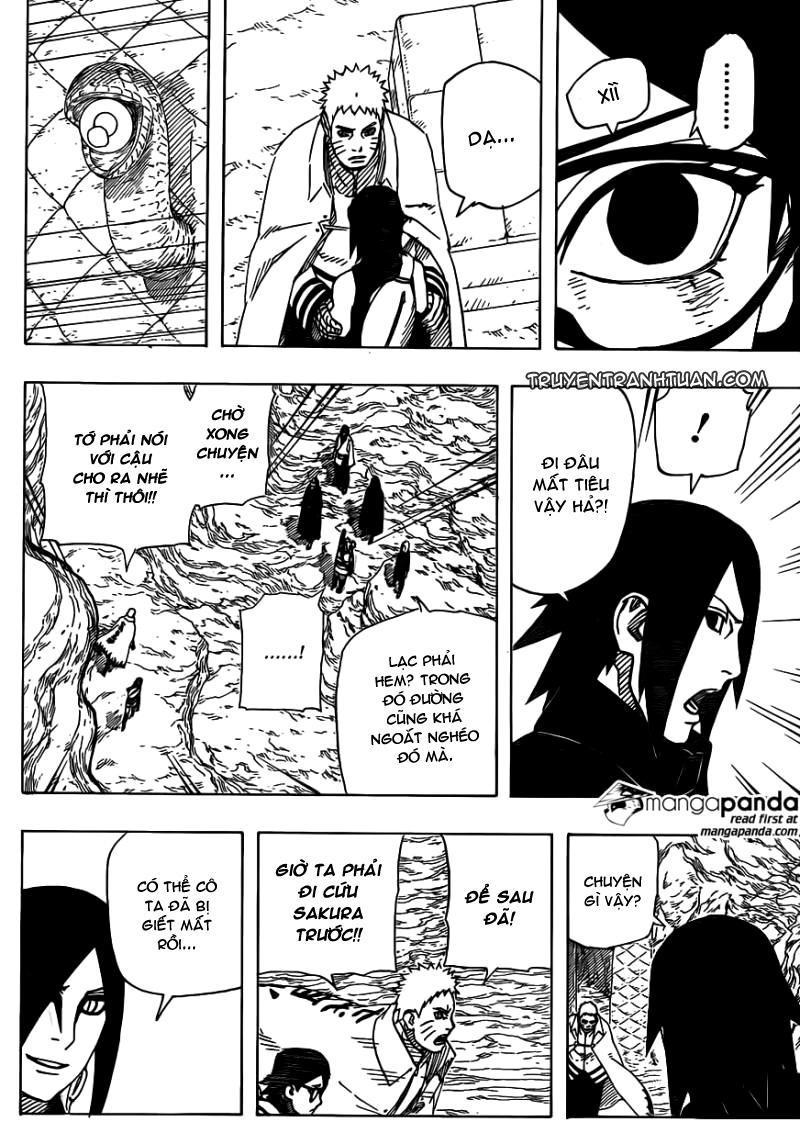 .........
XÌÌ
DẠ...
TRUYENTRANHTUAN.COM
!
ĐI ĐÂU
MẤT TIÊU
VẬY HẢ?!
CHỜ
XONG
CHUYỆN
...
TỚ PHẢI NÓI
VỚI CẬU
CHO RA NHẼ
THÌ THÔI!!
LẠC PHẢI
HEM? TRONG
ĐÓ ĐƯỜNG
CŨNG KHÁ
NGOẮT NGHÉO
ĐÓ MÀ.
......!
mangapanda
read first at
mangapanda.com
CHUYỆN
GÌ VẬY?
ĐỂ SAU
ĐÃ!
GIỜ TA PHẢI
ĐI CỨU
SAKURA
TRƯỚC!!
CÓ THỂ CÔ
TA ĐÃ BỊ
GIẾT MẤT
RỒI...